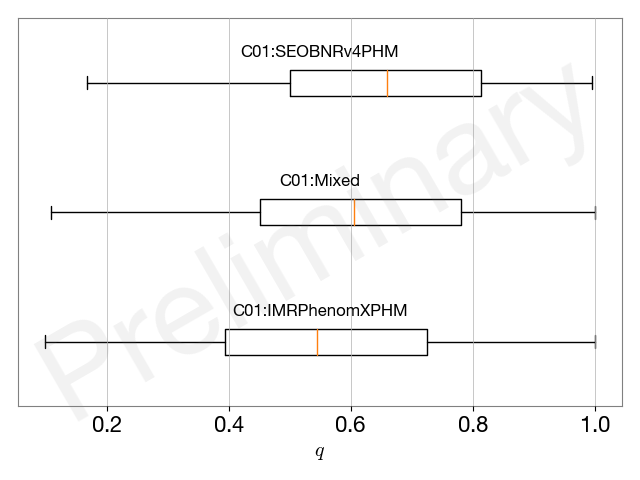 C01:SEOBNRv4PHM
C01:Mixed
C01:IMRPhenomXPHM
Preliminary
0.2 0.4 0.6 0.8 1.0
q